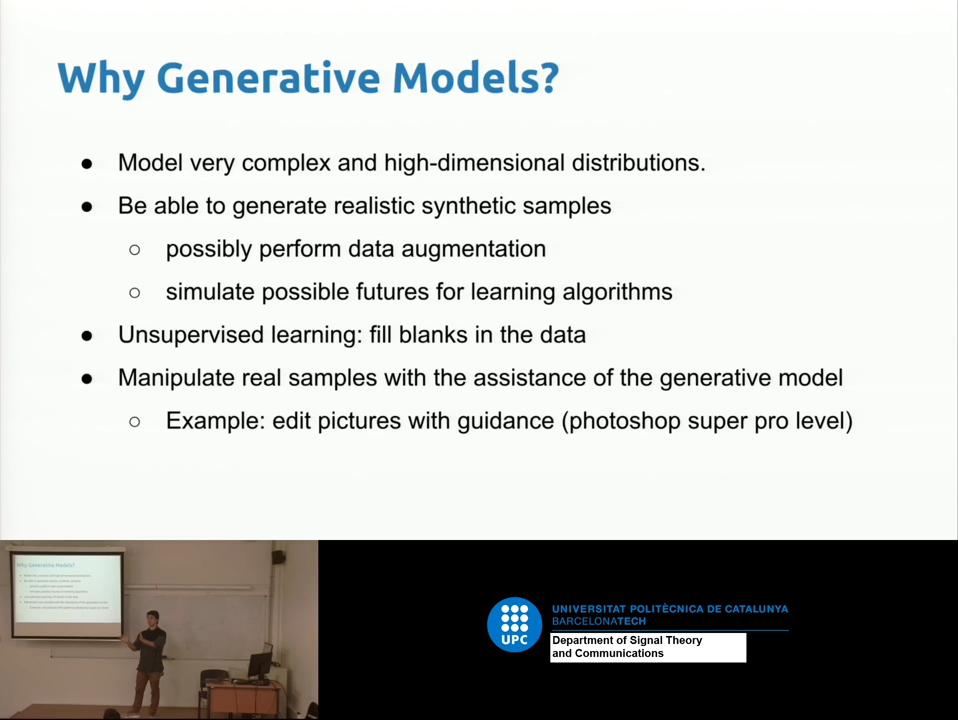 Why Generative Models?
● Model very complex and high-dimensional distributions.
● Be able to generate realistic synthetic samples
○ possibly perform data augmentation
○ simulate possible futures for learning algorithms
● Unsupervised learning: fill blanks in the data
● Manipulate real samples with the assistance of the generative model
○ Example: edit pictures with guidance (photoshop super pro level)
Why Generative Models?
UPC
UNIVERSITAT POLITÈCNICA DE CATALUNYA
BARCELONATECH
Department of Signal Theory
and Communications